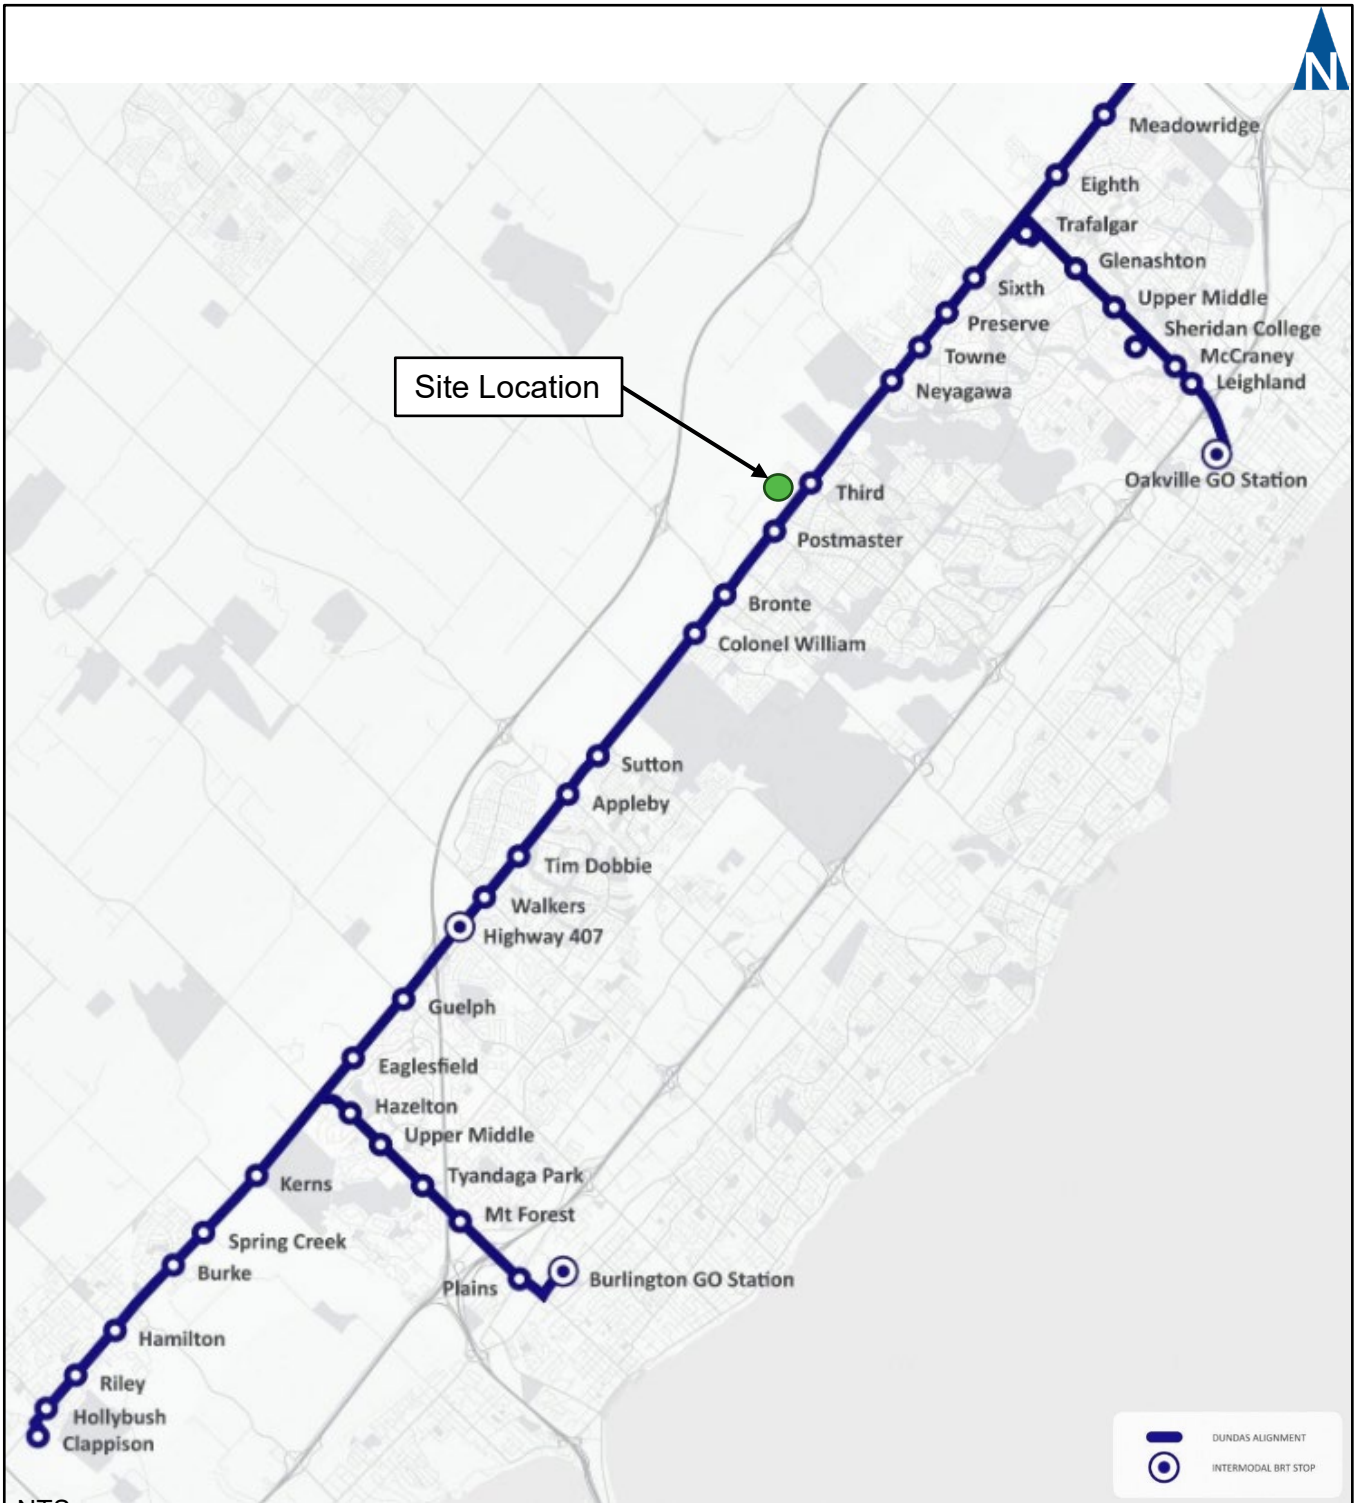 N
Meadowridge
Eighth
Trafalgar
Glenashton
Sixth
Upper Middle
Preserve
Sheridan College
Towne
McCraney
Leighland
Neyagawa
Site Location
Oakville GO Station
Third
Postmaster
Bronte
Colonel William
Sutton
Appleby
Tim Dobbie
Walkers
Highway 407
Guelph
Eaglesfield
Hazelton
Upper Middle
Tyandaga Park
Kerns
Mt Forest
Spring Creek
Burke
Burlington GO Station
Plains
Hamilton
Riley
Hollybush
Clappison
DUNDAS ALIGNMENT
INTERMODAL BRT STOP